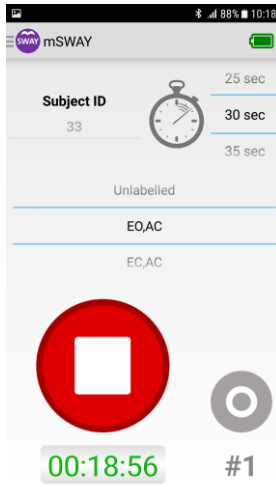 88% 10:18
SWAY mSWAY
25 sec
Subject ID
30 sec
33
35 sec
Unlabelled
EO,AC
EC,AC
00:18:56
#1